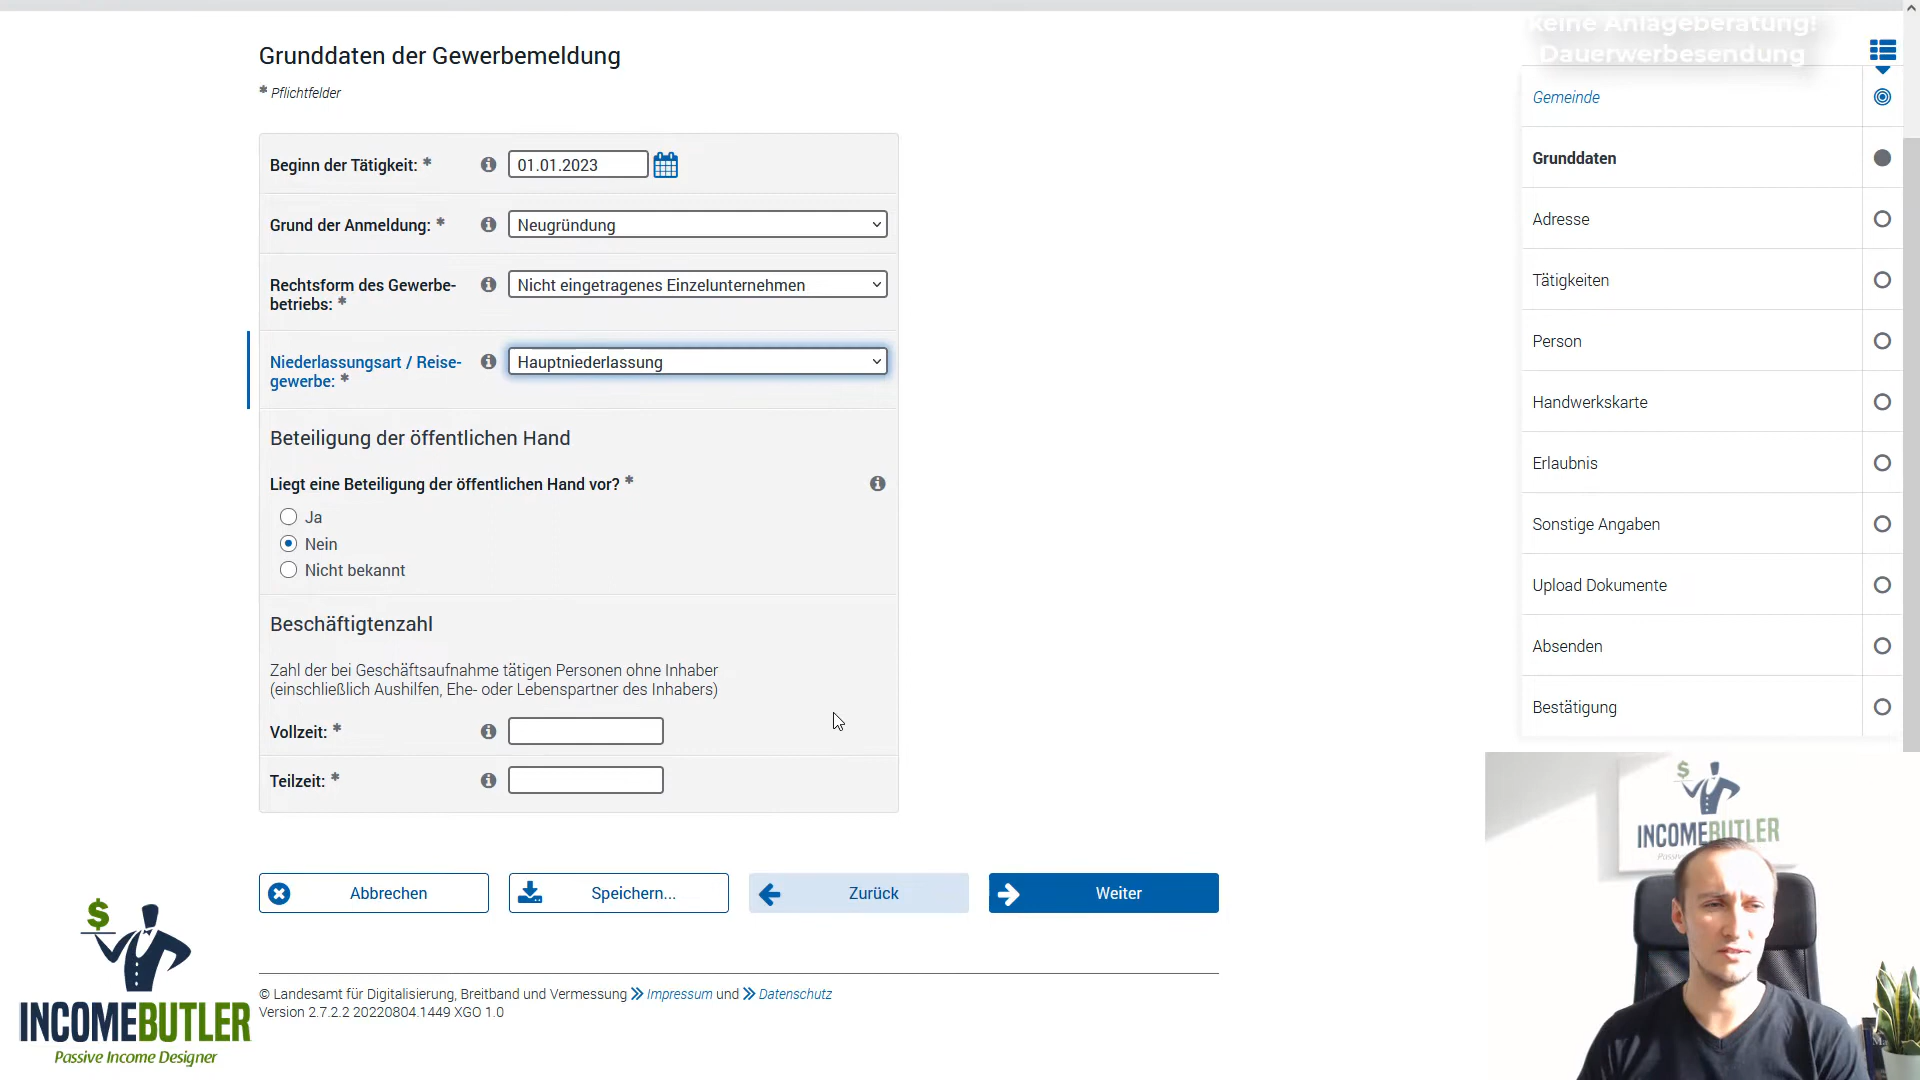 keine Anlageberatung!
Dauerwerbesendung
Grunddaten der Gewerbemeldung
* Pflichtfelder
Beginn der Tätigkeit: *
01.01.2023
Grund der Anmeldung: *
Neugründung
Rechtsform des Gewerbe-
betriebs: *
Nicht eingetragenes Einzelunternehmen
Niederlassungsart / Reise-
gewerbe: *
Hauptniederlassung
Beteiligung der öffentlichen Hand
Liegt eine Beteiligung der öffentlichen Hand vor? *
Ja
Nein
Nicht bekannt
Beschäftigtenzahl
Zahl der bei Geschäftsaufnahme tätigen Personen ohne Inhaber
(einschließlich Aushilfen, Ehe- oder Lebenspartner des Inhabers)
Vollzeit: *
Teilzeit: *
Abbrechen
Speichern...
Zurück
Weiter
© Landesamt für Digitalisierung, Breitband und Vermessung Impressum und Datenschutz
Version 2.7.2.2 20220804.1449 XGO 1.0
Gemeinde
Grunddaten
Adresse
Tätigkeiten
Person
Handwerkskarte
Erlaubnis
Sonstige Angaben
Upload Dokumente
Absenden
Bestätigung
$
INCOMEBUTLER
Passive Income Designer
$
INCOMEBUTLER